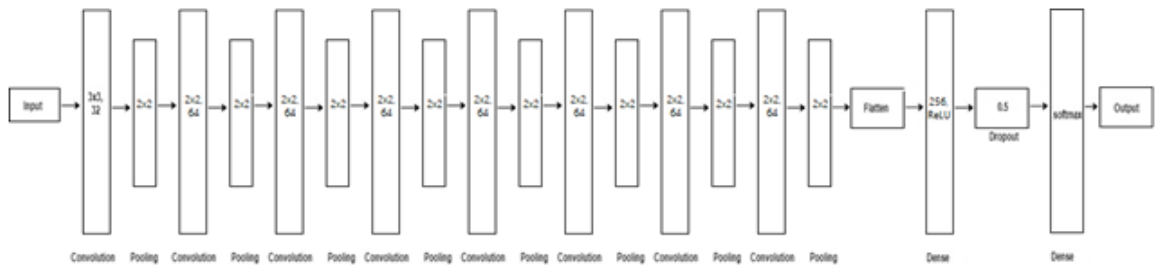 Input
3x3,
32
2x2
2x2,
64
2x2
2x2,
64
2x2
2x2,
64
2x2
2x2,
64
2x2
2x2,
64
2x2
2x2,
64
2x2
2x2,
64
2x2
Flatten
256,
ReLU
0.5
Dropout
softmax
Output
Convolution Pooling Convolution Pooling Convolution Pooling Convolution Pooling Convolution Pooling Convolution Pooling Convolution Pooling Convolution Pooling Dense Dense